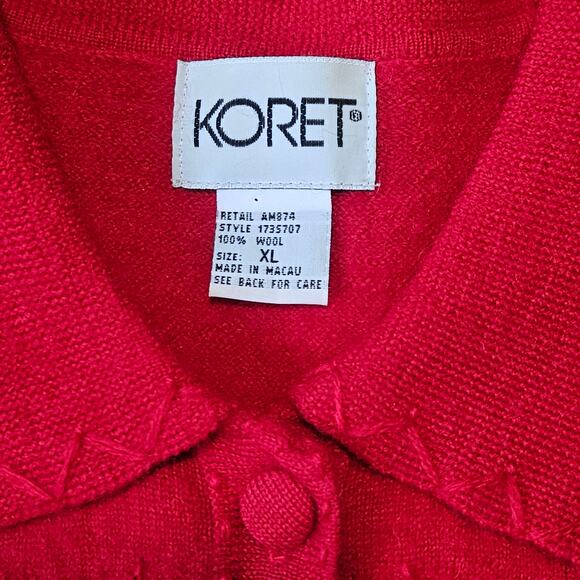 KORET®
RETAIL AM874
STYLE 1735707
100% WOOL
SIZE: XL
MADE IN MACAU
SEE BACK FOR CARE